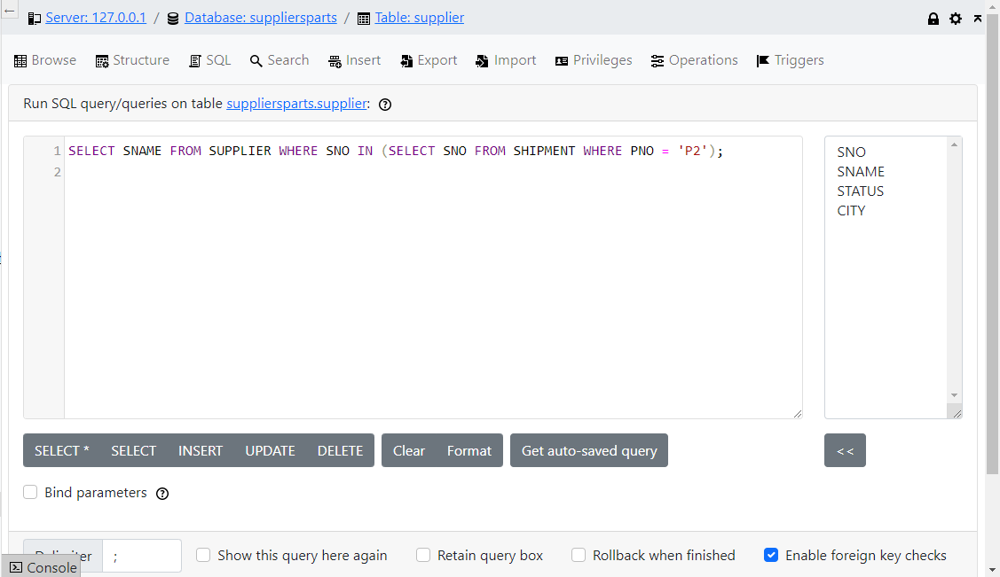 Server: 127.0.0.1 / Database: suppliersparts / Table: supplier
Browse Structure SQL Search Insert Export Import Privileges Operations Triggers
Run SQL query/queries on table suppliersparts.supplier:
1 SELECT SNAME FROM SUPPLIER WHERE SNO IN (SELECT SNO FROM SHIPMENT WHERE PNO = 'P2');
2
SNO
SNAME
STATUS
CITY
SELECT * SELECT INSERT UPDATE DELETE Clear Format Get auto-saved query <<
Bind parameters
Delimiter ; Show this query here again Retain query box Rollback when finished Enable foreign key checks
Console